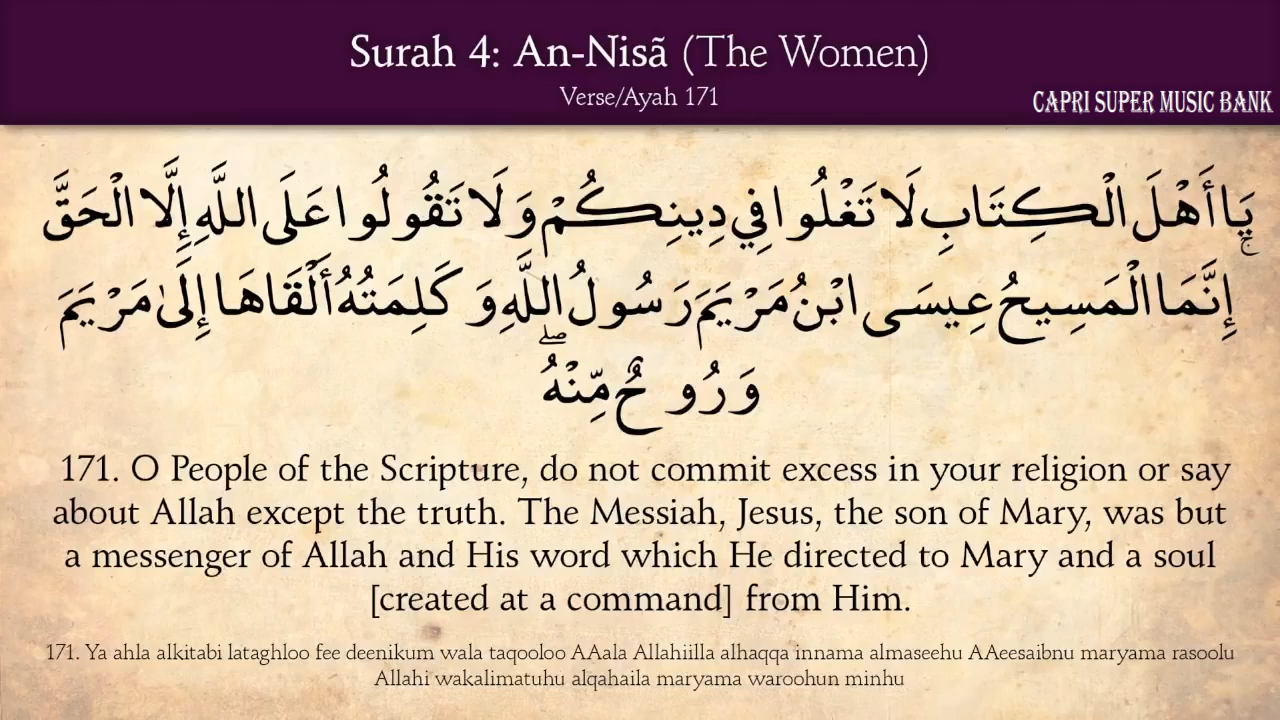 Surah 4: An-Nisã (The Women)
Verse/Ayah 171
CAPRI SUPER MUSIC BANK
يَا أَهْلَ الْكِتَابِ لَا تَغْلُوا فِي دِينِكُمْ وَلَا تَقُولُوا عَلَى اللَّهِ إِلَّا الْحَقَّ ۚ
إِنَّمَا الْمَسِيحُ عِيسَى ابْنُ مَرْيَمَ رَسُولُ اللَّهِ وَ كَلِمَتُهُ أَلْقَاهَا إِلَىٰ مَرْيَمَ
وَرُوحٌ مِّنْهُ ۖ
171. O People of the Scripture, do not commit excess in your religion or say
about Allah except the truth. The Messiah, Jesus, the son of Mary, was but
a messenger of Allah and His word which He directed to Mary and a soul
[created at a command] from Him.
171. Ya ahla alkitabi lataghloo fee deenikum wala taqooloo AAala Allahiilla alhaqqa innama almaseehu AAeesaibnu maryama rasoolu
Allahi wakalimatuhu alqahaila maryama waroohun minhu